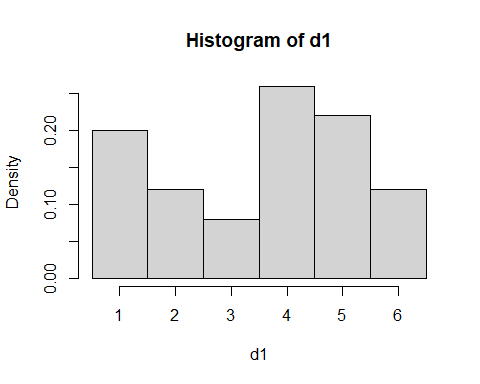 Histogram of d1
Density
0.20
0.10
0.00
1 2 3 4 5 6
d1